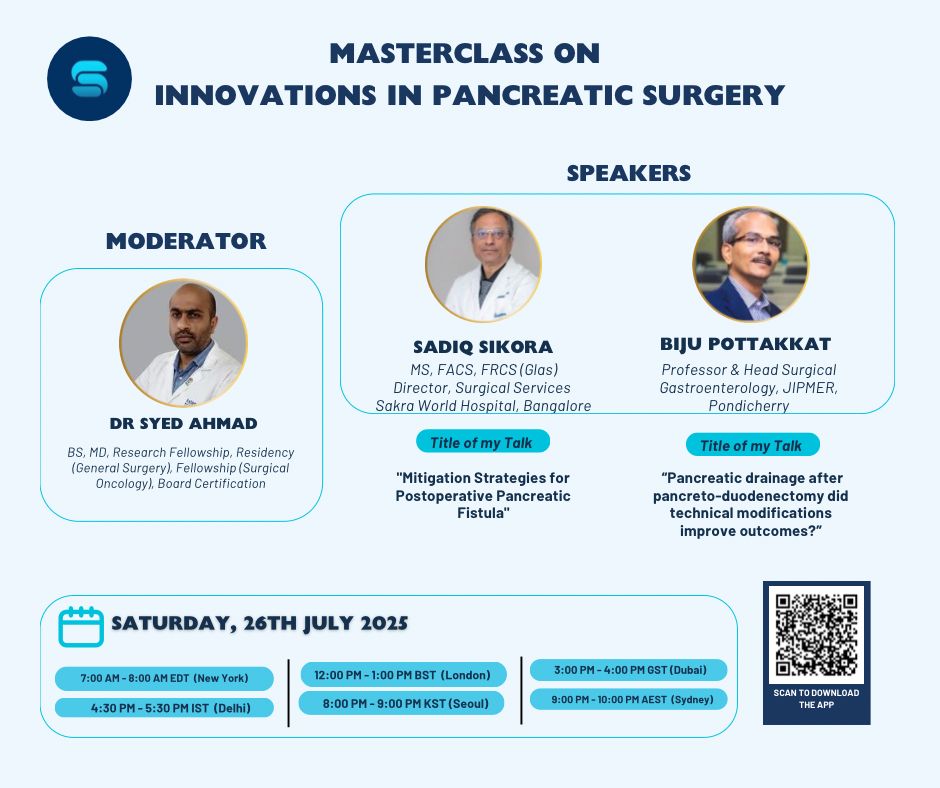 MASTERCLASS ON
INNOVATIONS IN PANCREATIC SURGERY
SPEAKERS
MODERATOR
DR SYED AHMAD
BS, MD, Research Fellowship, Residency
(General Surgery), Fellowship (Surgical
Oncology), Board Certification
SADIQ SIKORA
MS, FACS, FRCS (Glas)
Director, Surgical Services
Sakra World Hospital, Bangalore
Title of my Talk
"Mitigation Strategies for
Postoperative Pancreatic
Fistula"
BIJU POTTAKKAT
Professor & Head Surgical
Gastroenterology, JIPMER,
Pondicherry
Title of my Talk
“Pancreatic drainage after
pancreto-duodenectomy did
technical modifications
improve outcomes?”
SATURDAY, 26TH JULY 2025
7:00 AM - 8:00 AM EDT (New York)
4:30 PM - 5:30 PM IST (Delhi)
12:00 PM - 1:00 PM BST (London)
8:00 PM - 9:00 PM KST (Seoul)
3:00 PM - 4:00 PM GST (Dubai)
9:00 PM - 10:00 PM AEST (Sydney)
SCAN TO DOWNLOAD
THE APP